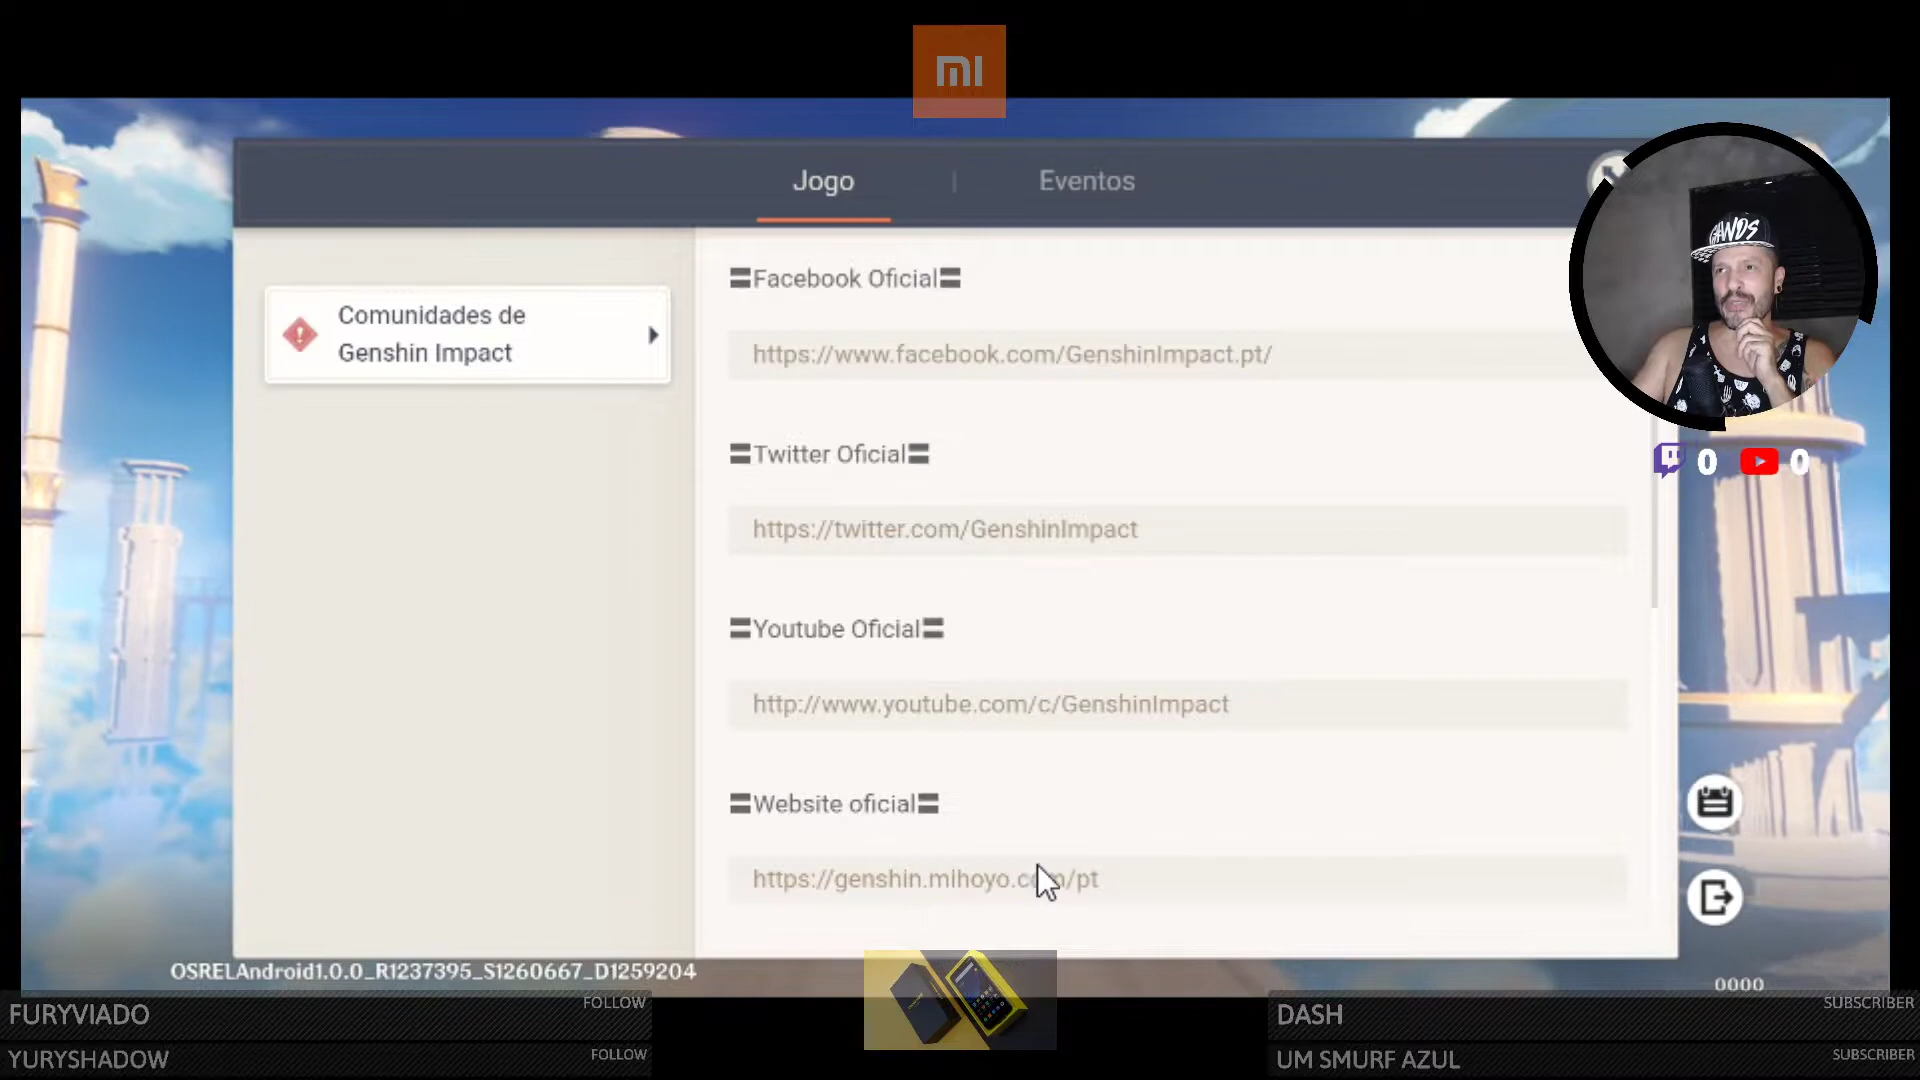 mi
Jogo
Eventos
Comunidades de
Genshin Impact
〓Facebook Oficial〓
https://www.facebook.com/GenshinImpact.pt/
〓Twitter Oficial〓
https://twitter.com/GenshinImpact
〓Youtube Oficial〓
http://www.youtube.com/c/GenshinImpact
〓Website oficial〓
https://genshin.mihoyo.com/pt
GAWDS
0
0
OSRELAndroid1.0.0_R1237395_S1260667_D1259204
0000
FURYVIADO
FOLLOW
YURYSHADOW
FOLLOW
DASH
SUBSCRIBER
UM SMURF AZUL
SUBSCRIBER